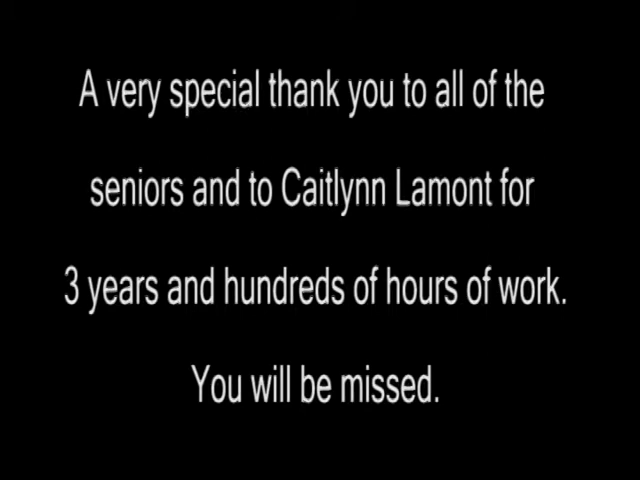 A very special thank you to all of the
seniors and to Caitlynn Lamont for
3 years and hundreds of hours of work.
You will be missed.